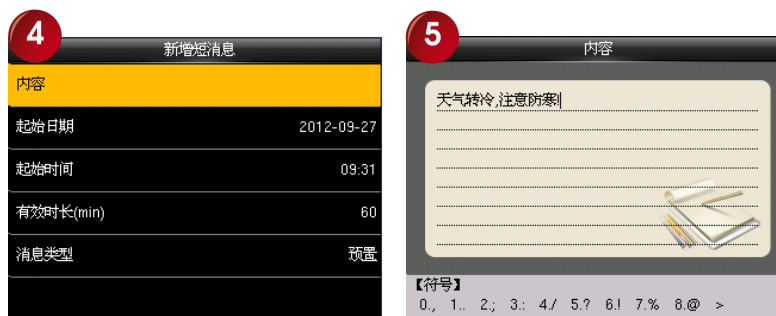 4
新增短消息
内容
起始日期 2012-09-27
起始时间 09:31
有效时长(min) 60
消息类型 预置
5
内容
天气转冷,注意防寒!
【符号】
0., 1.. 2.; 3.: 4./ 5.? 6.! 7.% 8.@ >